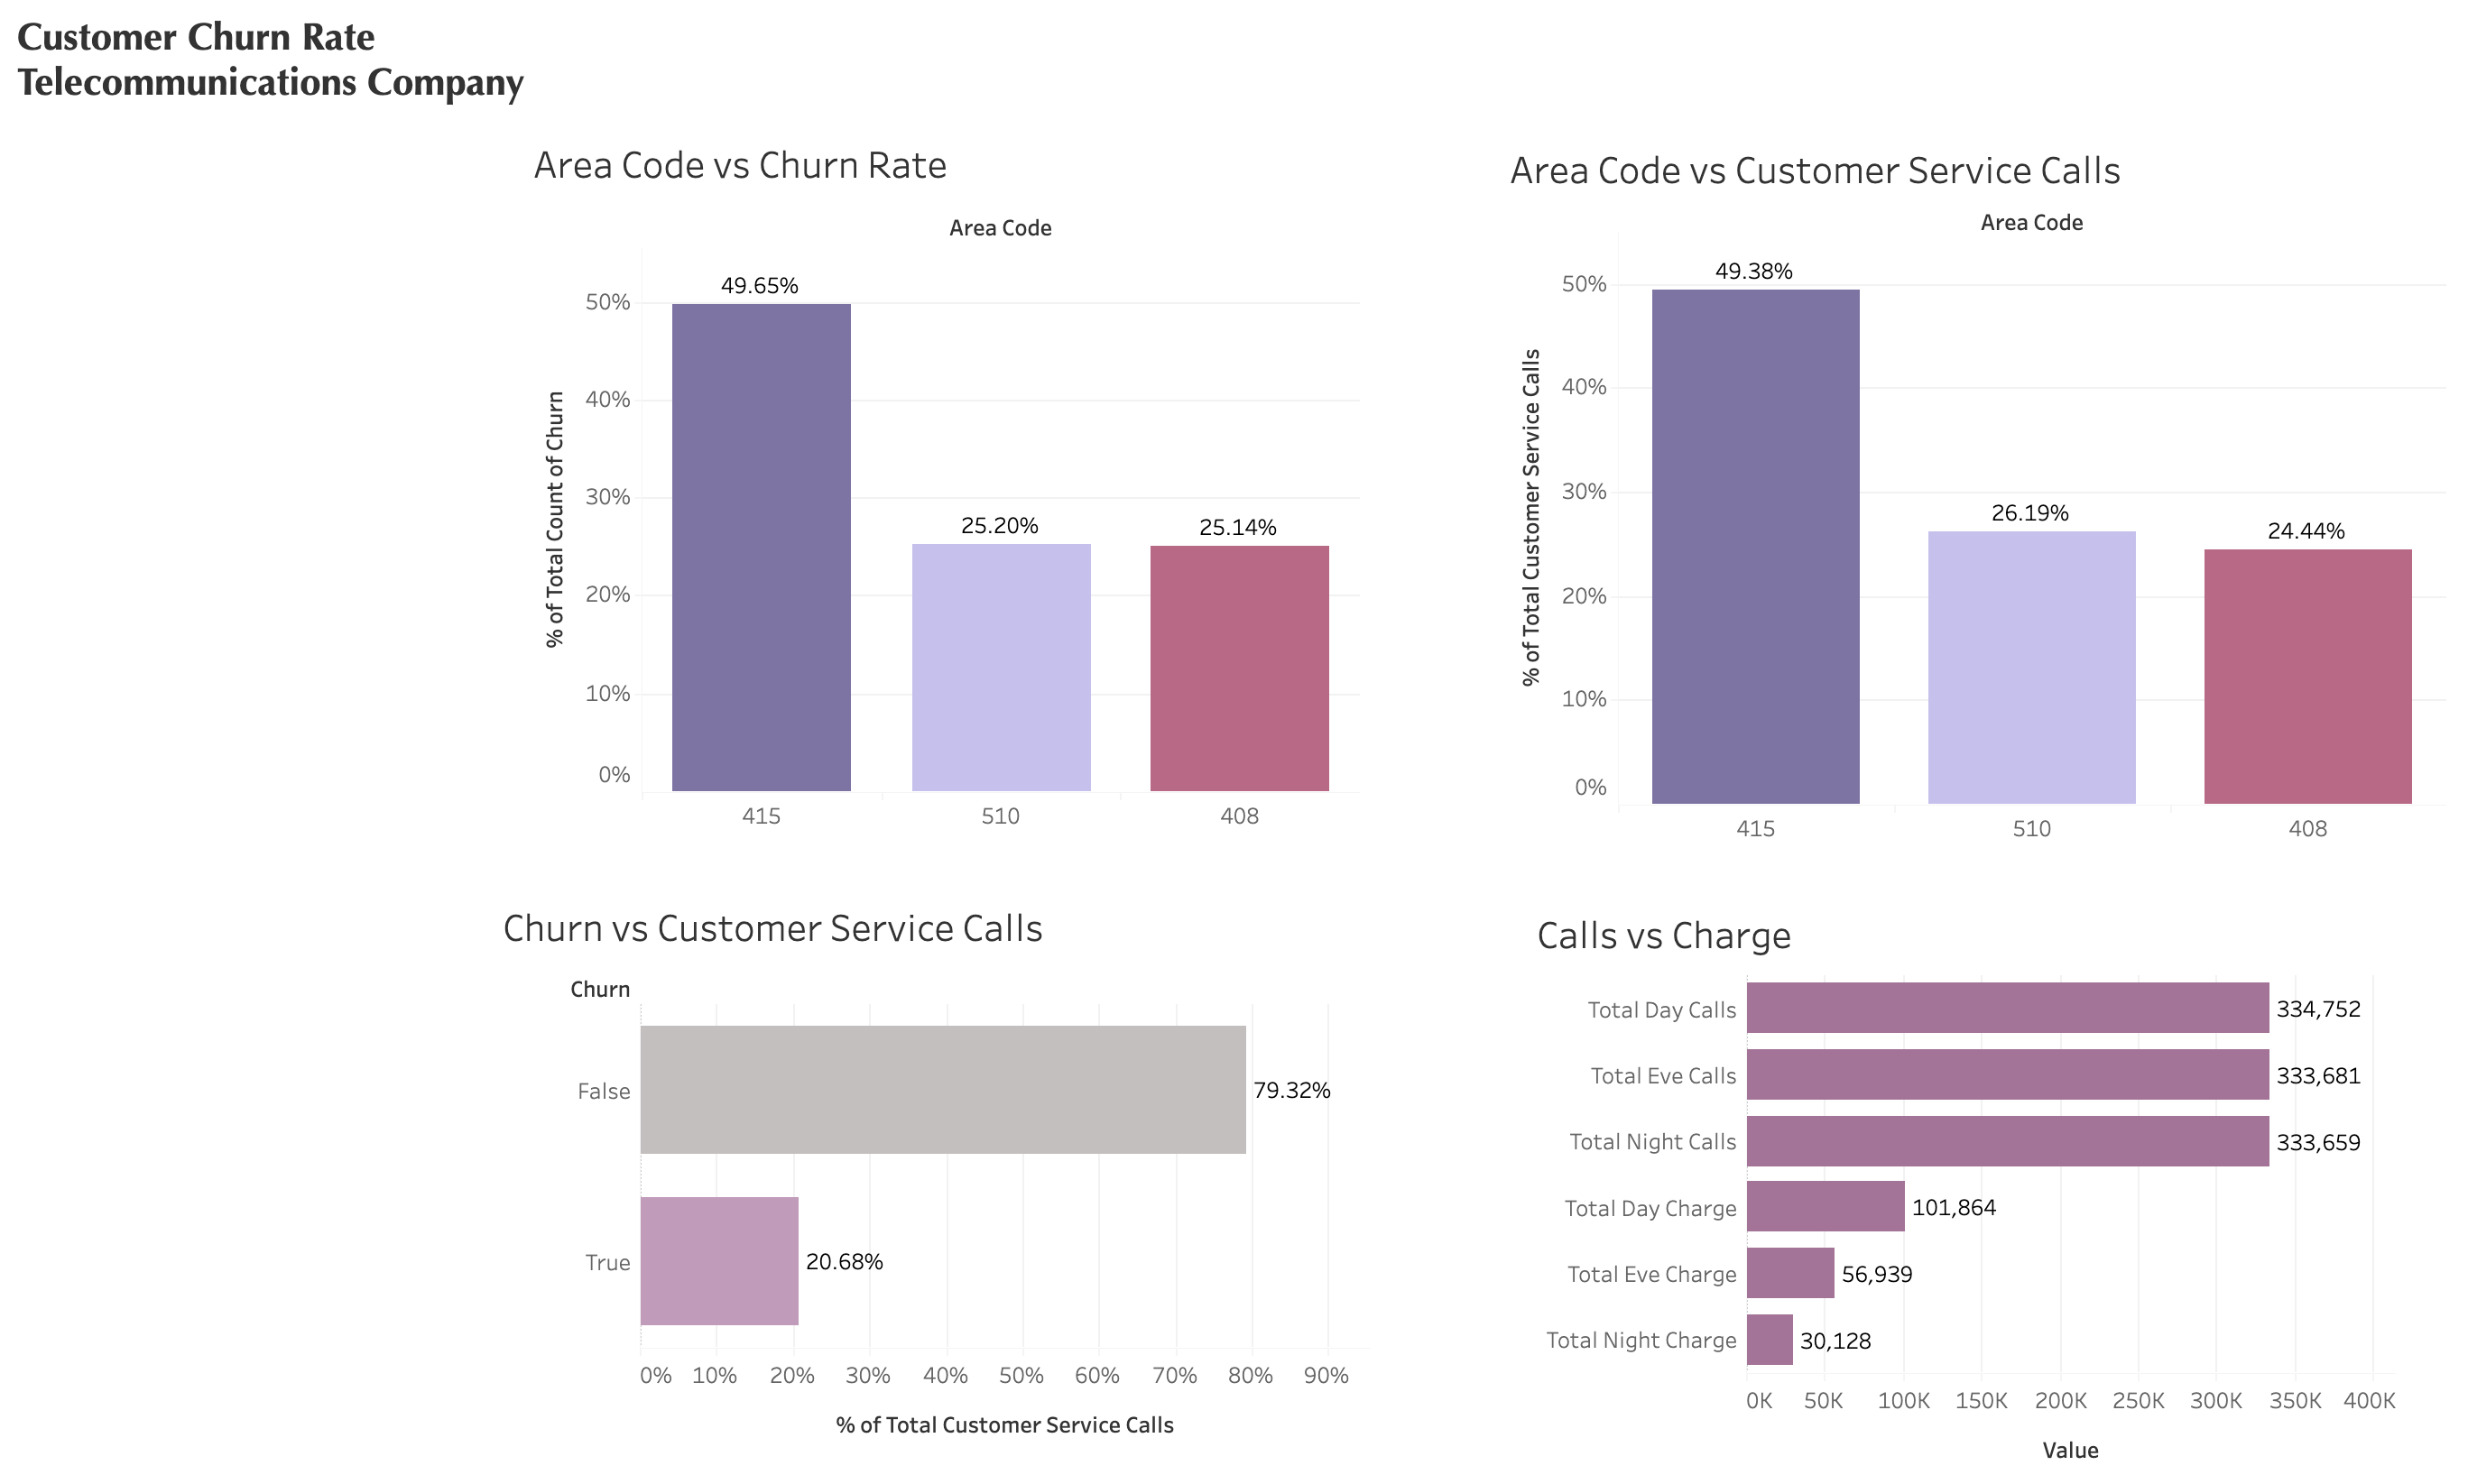 Customer Churn Rate
Telecommunications Company
Area Code vs Churn Rate
Area Code
% of Total Count of Churn
50%
40%
30%
20%
10%
0%
49.65%
25.20%
25.14%
415
510
408
Area Code vs Customer Service Calls
Area Code
% of Total Customer Service Calls
50%
40%
30%
20%
10%
0%
49.38%
26.19%
24.44%
415
510
408
Churn vs Customer Service Calls
Churn
False
79.32%
True
20.68%
0% 10% 20% 30% 40% 50% 60% 70% 80% 90%
% of Total Customer Service Calls
Calls vs Charge
Total Day Calls 334,752
Total Eve Calls 333,681
Total Night Calls 333,659
Total Day Charge 101,864
Total Eve Charge 56,939
Total Night Charge 30,128
0K 50K 100K 150K 200K 250K 300K 350K 400K
Value